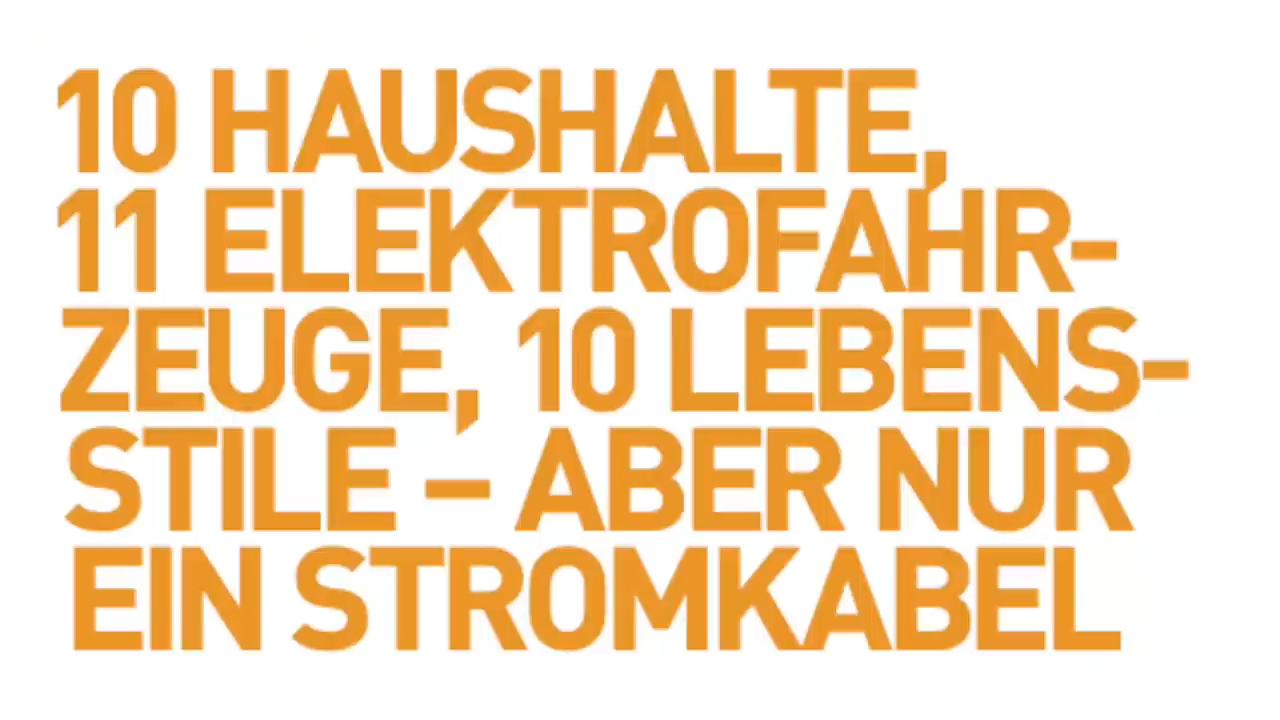 10 HAUSHALTE,
11 ELEKTROFAHR-
ZEUGE, 10 LEBENS-
STILE – ABER NUR
EIN STROMKABEL